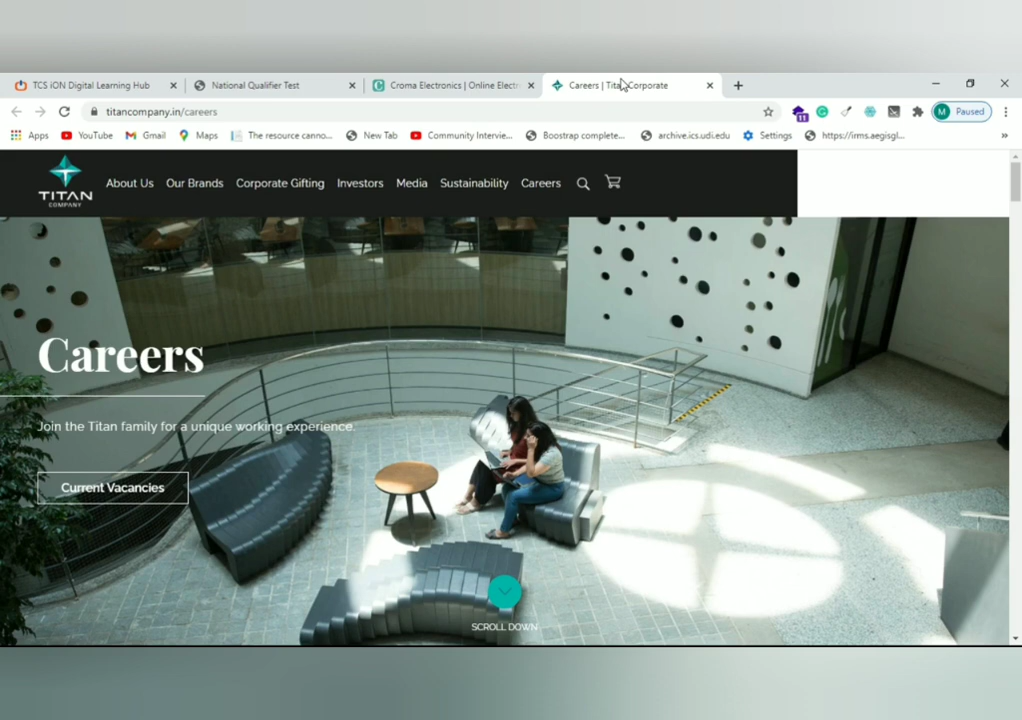 TCS iON Digital Learning Hub
National Qualifier Test
Croma Electronics | Online Electr
Careers | Titan Corporate
titancompany.in/careers
11
M Paused
Apps YouTube Gmail Maps The resource canno... New Tab Community Intervie... Boostrap complete... archive.ics.udi.edu Settings https://irms.aegisgl... »
TITAN
COMPANY
About Us Our Brands Corporate Gifting Investors Media Sustainability Careers
Careers
Join the Titan family for a unique working experience.
Current Vacancies
SCROLL DOWN